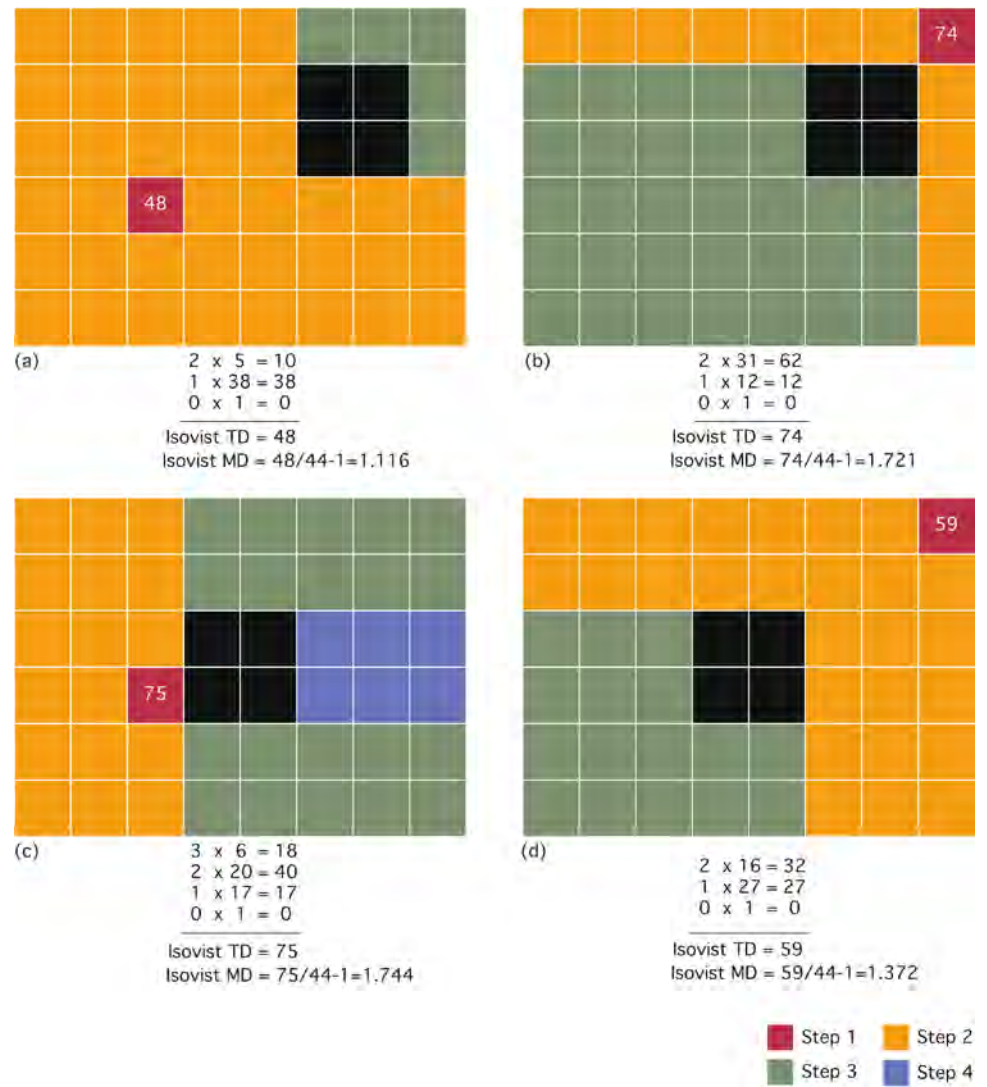 48
74
(a)
2 x 5 = 10
1 x 38 = 38
0 x 1 = 0
Isovist TD = 48
Isovist MD = 48/44-1=1.116
(b)
2 x 31 = 62
1 x 12 = 12
0 x 1 = 0
Isovist TD = 74
Isovist MD = 74/44-1=1.721
75
59
(c)
3 x 6 = 18
2 x 20 = 40
1 x 17 = 17
0 x 1 = 0
Isovist TD = 75
Isovist MD = 75/44-1=1.744
(d)
2 x 16 = 32
1 x 27 = 27
0 x 1 = 0
Isovist TD = 59
Isovist MD = 59/44-1=1.372
Step 1 Step 2
Step 3 Step 4